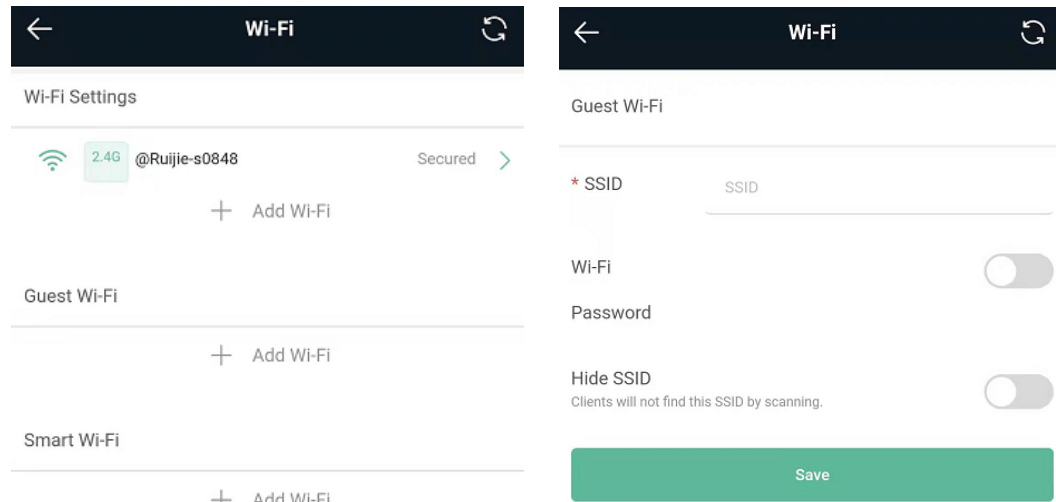 Wi-Fi
Wi-Fi Settings
2.4G @Ruijie-s0848 Secured
Add Wi-Fi
Guest Wi-Fi
Add Wi-Fi
Smart Wi-Fi
Add Wi-Fi
Wi-Fi
Guest Wi-Fi
* SSID SSID
Wi-Fi
Password
Hide SSID
Clients will not find this SSID by scanning.
Save